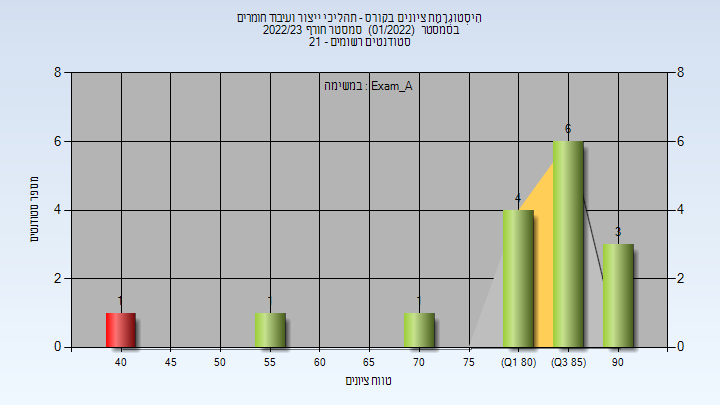 היסטוגרמת ציונים בקורס - תהליכי ייצור ועיבוד חומרים
בסמסטר (01/2022) סמסטר חורף 2022/23
סטודנטים רשומים - 21
במשימה : Exam_A
8 8
6 6
4 4
2 2
0 0
1 1 1 4 6 3
מספר סטודנטים
40 45 50 55 60 65 70 75 (Q1 80) (Q3 85) 90
טווח ציונים